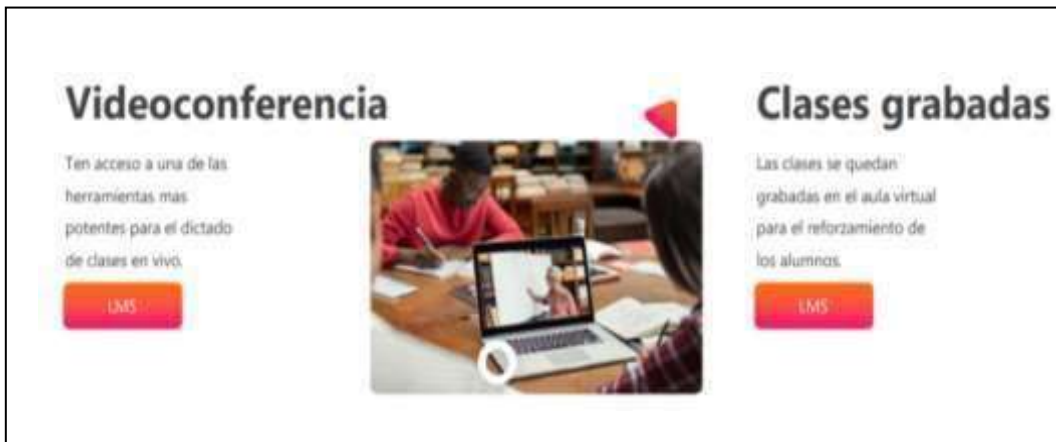 Videoconferencia
Ten acceso a una de las
herramientas mas
potentes para el dictado
de clases en vivo.
LMS
Clases grabadas
Las clases se quedan
grabadas en el aula virtual
para el reforzamiento de
los alumnos.
LMS